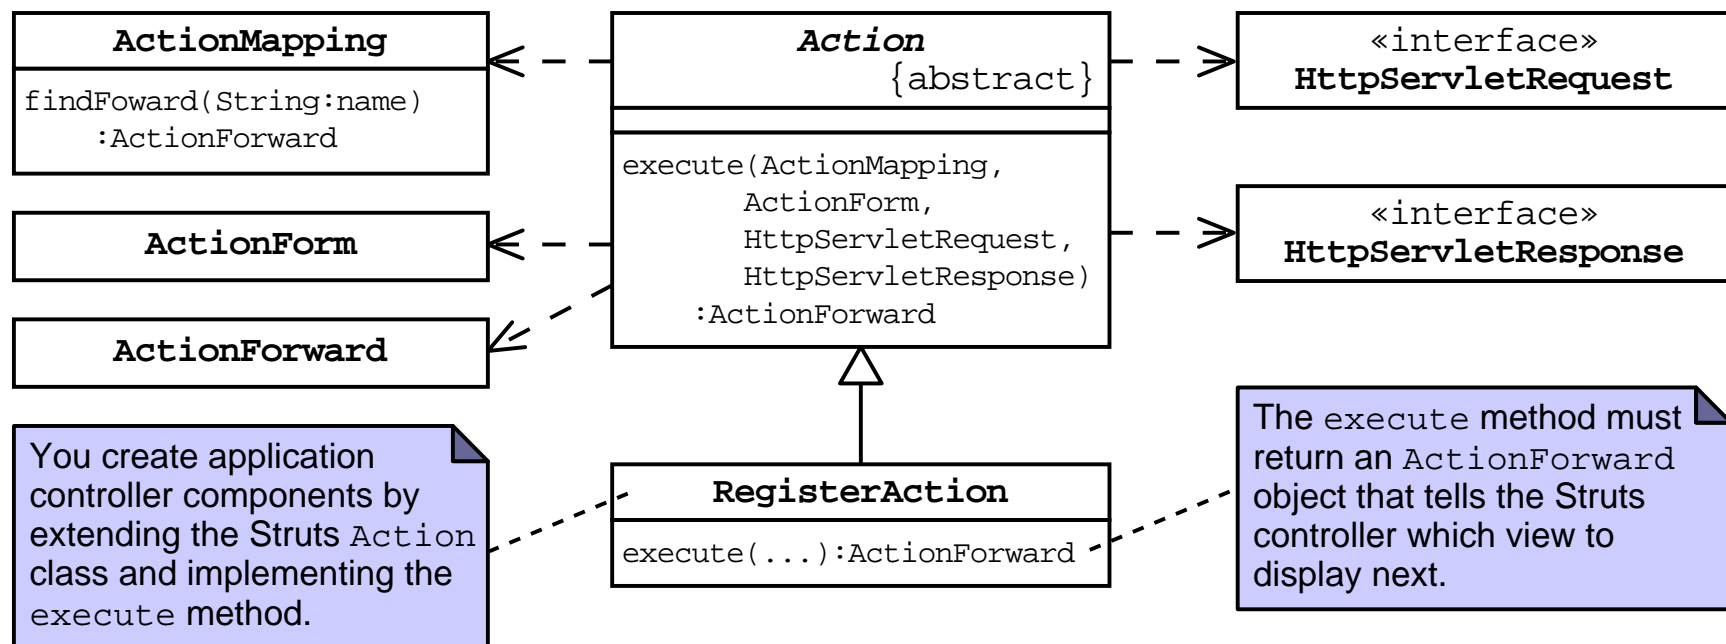 ActionMapping
findFoward(String:name)
:ActionForward
ActionForm
ActionForward
Action
{abstract}
execute(ActionMapping,
ActionForm,
HttpServletRequest,
HttpServletResponse)
:ActionForward
«interface»
HttpServletRequest
«interface»
HttpServletResponse
You create application
controller components by
extending the Struts Action
class and implementing the
execute method.
RegisterAction
execute(...):ActionForward
The execute method must
return an ActionForward
object that tells the Struts
controller which view to
display next.